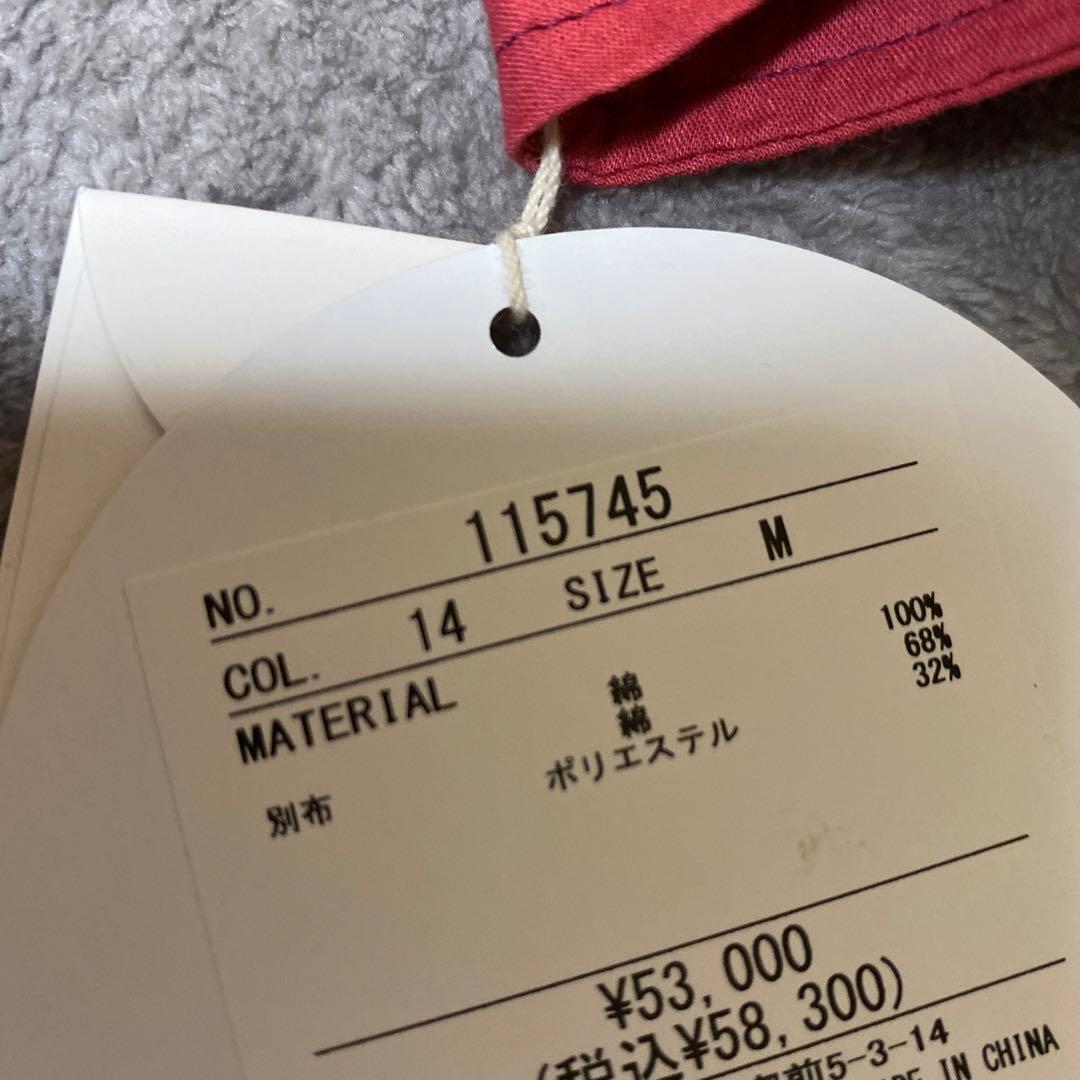 NO. 115745
COL. 14 SIZE M
MATERIAL 綿 100%
綿 68%
別布 ポリエステル 32%
¥53,000
(税込¥58,300)
前5-3-14
IN CHINA